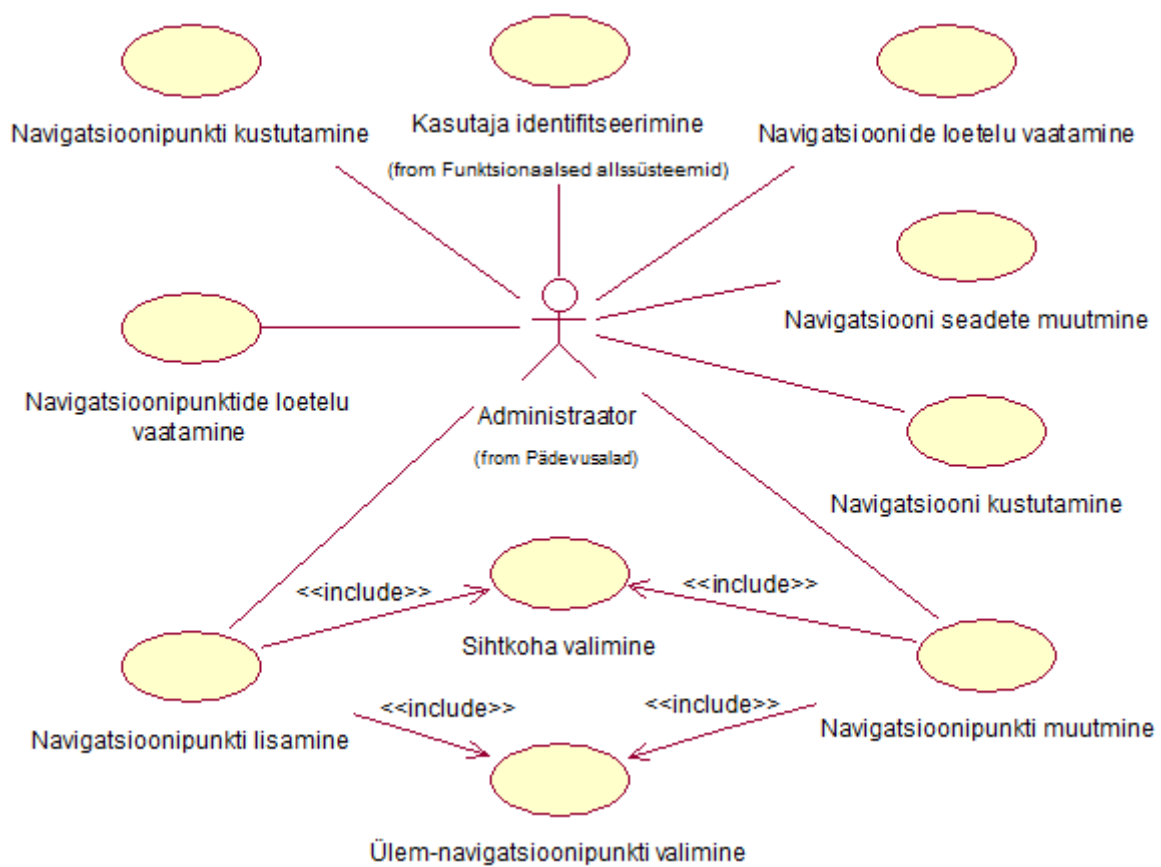 Navigatsioonipunkti kustutamine
Kasutaja identifitseerimine
(from Funktsionaalsed allssüsteemid)
Navigatsioonide loetelu vaatamine
Navigatsiooni seadete muutmine
Navigatsioonipunktide loetelu
vaatamine
Administraator
(from Pädevusalad)
Navigatsiooni kustutamine
<<include>>
<<include>>
Sihtkoha valimine
Navigatsioonipunkti lisamine
<<include>>
<<include>>
Navigatsioonipunkti muutmine
Ülem-navigatsioonipunkti valimine